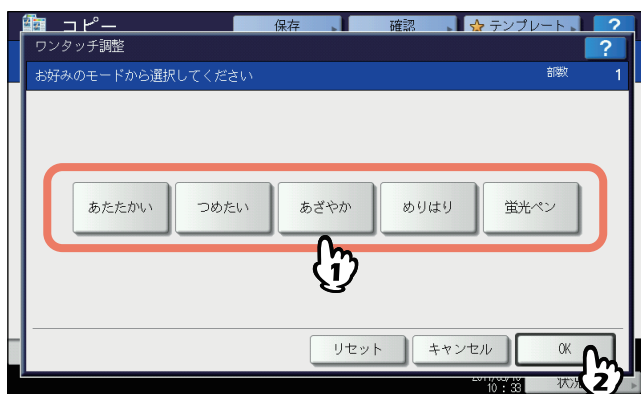 コピー 保存 確認 テンプレート ?
ワンタッチ調整 ?
お好みのモードから選択してください 部数 1
あたたかい つめたい あざやか めりはり 蛍光ペン
1
リセット キャンセル OK
2
10:33 状況